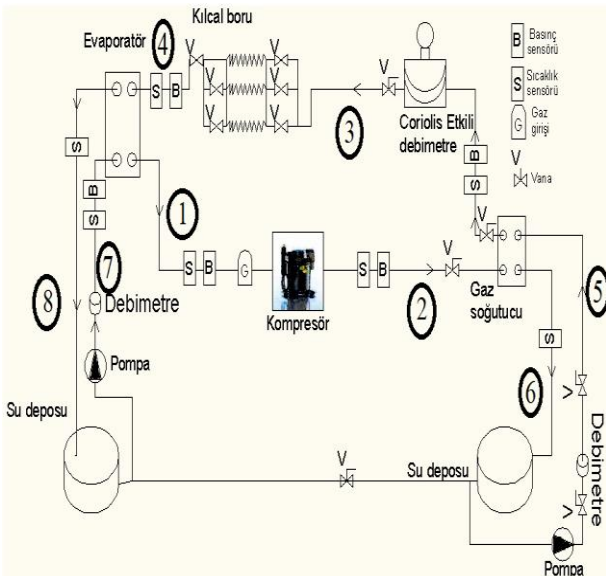 Kılcal boru
Evaporatör
4
V
S
B
V
V
V
V
V
V
3
Coriolis Etkili
debimetre
B
Basınç
sensörü
S
Sıcaklık
sensörü
G
Gaz
girişi
V
Vana
S
B
S
1
S
B
G
Kompresör
S
B
V
2
B
S
V
Gaz
soğutucu
5
S
6
7
8
Debimetre
Pompa
Su deposu
V
Su deposu
V
Debimetre
V
Pompa